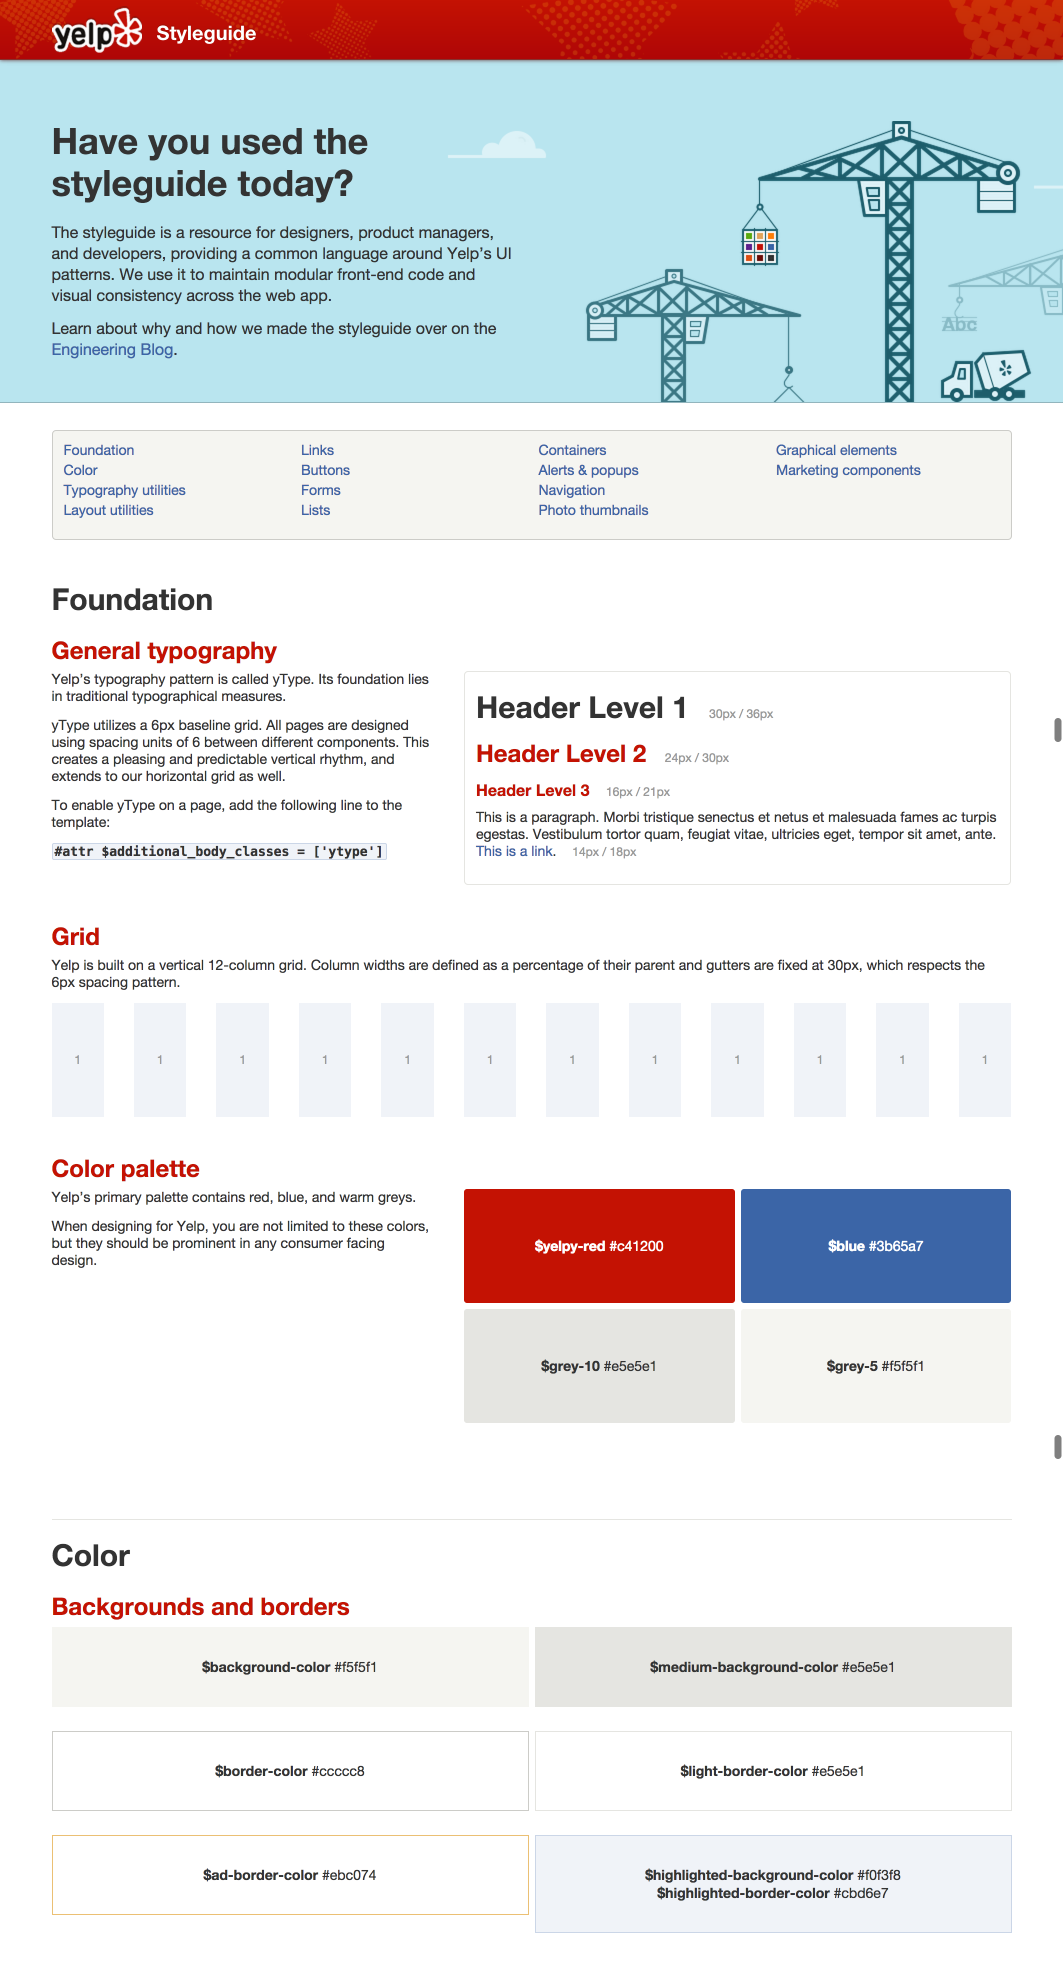 yelp Styleguide
Have you used the
styleguide today?
The styleguide is a resource for designers, product managers,
and developers, providing a common language around Yelp's UI
patterns. We use it to maintain modular front-end code and
visual consistency across the web app.
Learn about why and how we made the styleguide over on the
Engineering Blog.
Abc
Foundation
Color
Typography utilities
Layout utilities
Links
Buttons
Forms
Lists
Containers
Alerts & popups
Navigation
Photo thumbnails
Graphical elements
Marketing components
Foundation
General typography
Yelp's typography pattern is called yType. Its foundation lies
in traditional typographical measures.
yType utilizes a 6px baseline grid. All pages are designed
using spacing units of 6 between different components. This
creates a pleasing and predictable vertical rhythm, and
extends to our horizontal grid as well.
To enable yType on a page, add the following line to the
template:
#attr $additional_body_classes = ['ytype']
Header Level 1 30px / 36px
Header Level 2 24px / 30px
Header Level 3 16px / 21px
This is a paragraph. Morbi tristique senectus et netus et malesuada fames ac turpis
egestas. Vestibulum tortor quam, feugiat vitae, ultricies eget, tempor sit amet, ante.
This is a link. 14px / 18px
Grid
Yelp is built on a vertical 12-column grid. Column widths are defined as a percentage of their parent and gutters are fixed at 30px, which respects the
6px spacing pattern.
1 1 1 1 1 1 1 1 1 1 1 1
Color palette
Yelp's primary palette contains red, blue, and warm greys.
When designing for Yelp, you are not limited to these colors,
but they should be prominent in any consumer facing
design.
$yelpy-red #c41200
$blue #3b65a7
$grey-10 #e5e5e1
$grey-5 #f5f5f1
Color
Backgrounds and borders
$background-color #f5f5f1
$medium-background-color #e5e5e1
$border-color #ccccc8
$light-border-color #e5e5e1
$ad-border-color #ebc074
$highlighted-background-color #f0f3f8
$highlighted-border-color #cbd6e7